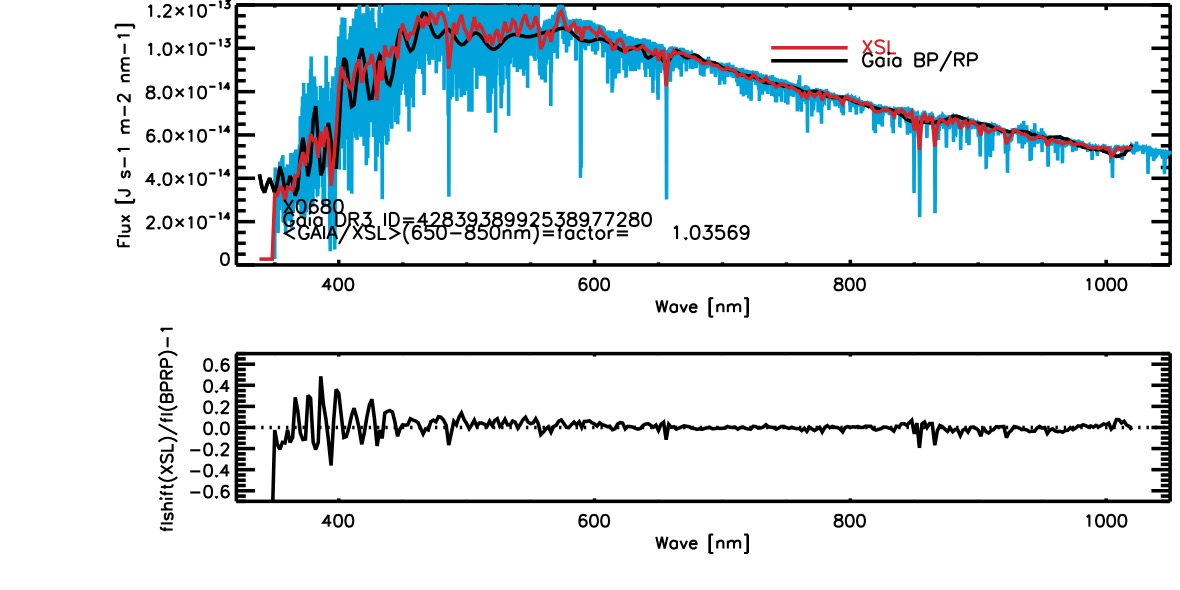 1.2×10⁻¹³
1.0×10⁻¹³
8.0×10⁻¹⁴
6.0×10⁻¹⁴
4.0×10⁻¹⁴
2.0×10⁻¹⁴
0
Flux [J s−1 m−2 nm−1]
XSL
Gaia BP/RP
X0680
Gaia DR3 ID=4283938992538977280
<GAIA/XSL>(650−850nm)=factor= 1.03569
400 600 800 1000
Wave [nm]
flshift(XSL)/fl(BPRP)−1
0.6
0.4
0.2
0.0
−0.2
−0.4
−0.6
400 600 800 1000
Wave [nm]